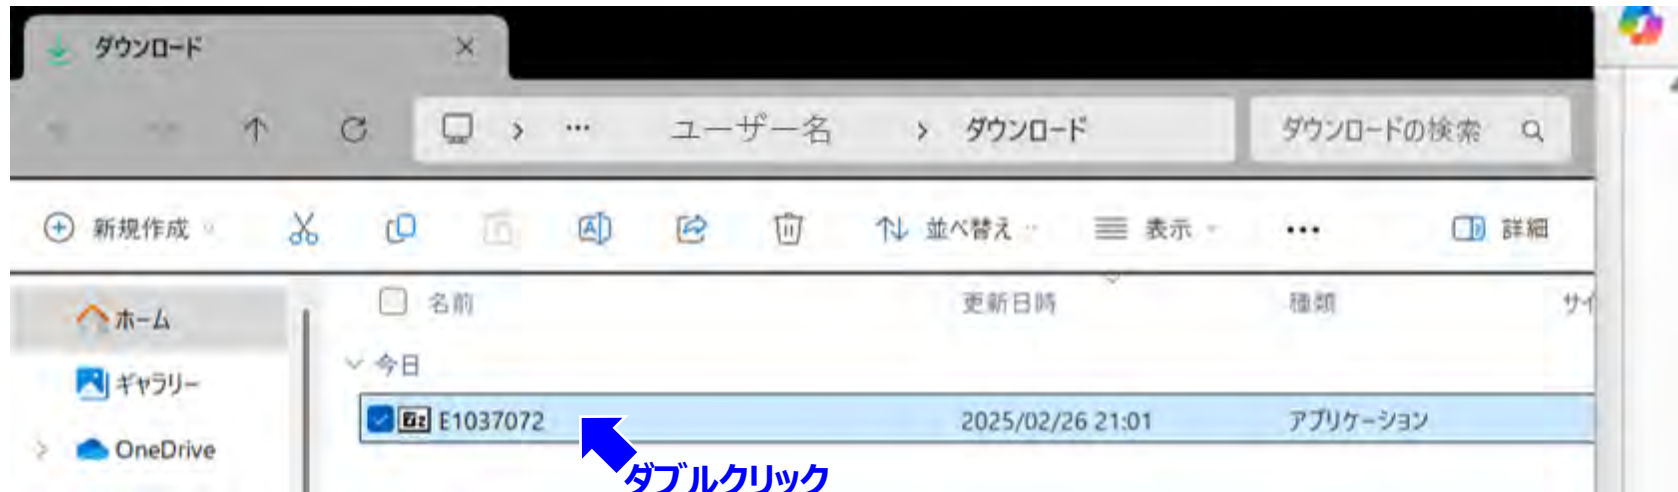 ダウンロード
ユーザー名 ダウンロード ダウンロードの検索
新規作成 並べ替え 表示 詳細
名前 更新日時 種類 サイ
ホーム
今日
ギャラリー
E1037072 2025/02/26 21:01 アプリケーション
OneDrive
ダブルクリック